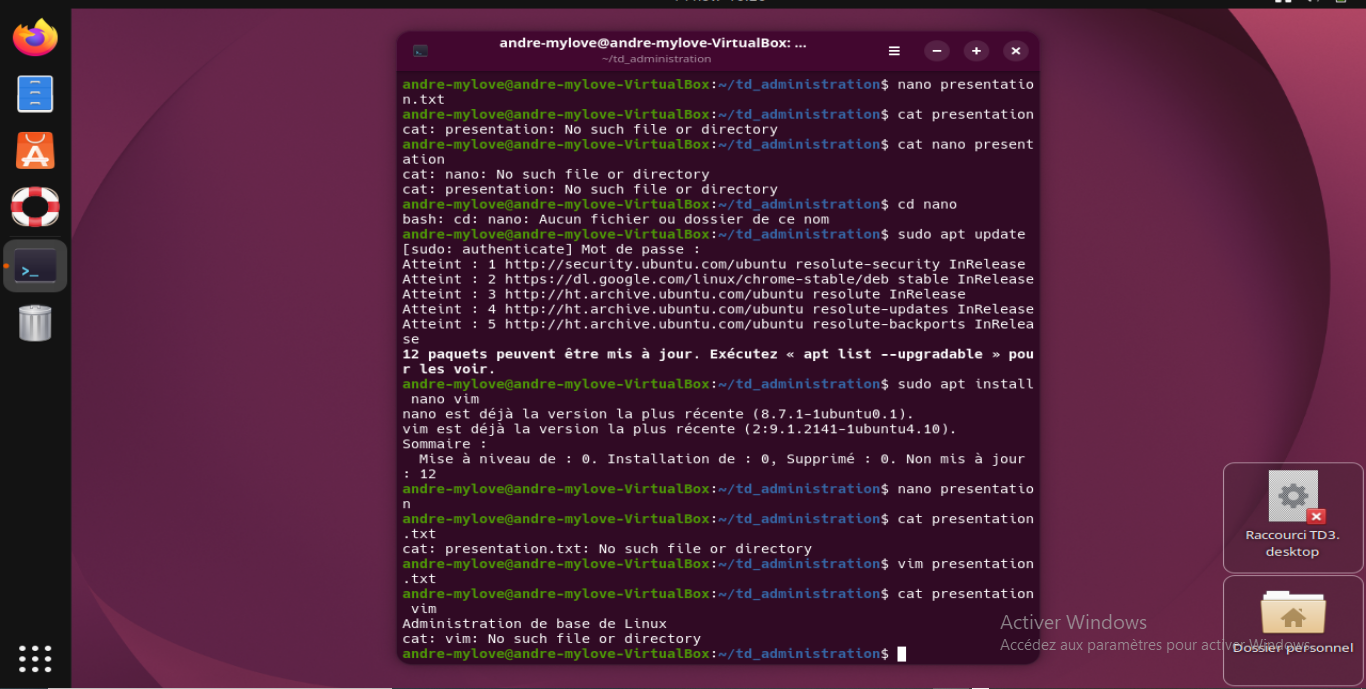 andre-mylove@andre-mylove-VirtualBox: ...
~/td_administration
andre-mylove@andre-mylove-VirtualBox:~/td_administration$ nano presentatio
n.txt
andre-mylove@andre-mylove-VirtualBox:~/td_administration$ cat presentation
cat: presentation: No such file or directory
andre-mylove@andre-mylove-VirtualBox:~/td_administration$ cat nano present
ation
cat: nano: No such file or directory
cat: presentation: No such file or directory
andre-mylove@andre-mylove-VirtualBox:~/td_administration$ cd nano
bash: cd: nano: Aucun fichier ou dossier de ce nom
andre-mylove@andre-mylove-VirtualBox:~/td_administration$ sudo apt update
[sudo: authenticate] Mot de passe :
Atteint : 1 http://security.ubuntu.com/ubuntu resolute-security InRelease
Atteint : 2 https://dl.google.com/linux/chrome-stable/deb stable InRelease
Atteint : 3 http://ht.archive.ubuntu.com/ubuntu resolute InRelease
Atteint : 4 http://ht.archive.ubuntu.com/ubuntu resolute-updates InRelease
Atteint : 5 http://ht.archive.ubuntu.com/ubuntu resolute-backports InRelea
se
12 paquets peuvent être mis à jour. Exécutez « apt list --upgradable » pou
r les voir.
andre-mylove@andre-mylove-VirtualBox:~/td_administration$ sudo apt install
 nano vim
nano est déjà la version la plus récente (8.7.1-1ubuntu0.1).
vim est déjà la version la plus récente (2:9.1.2141-1ubuntu4.10).
Sommaire :
  Mise à niveau de : 0. Installation de : 0, Supprimé : 0. Non mis à jour
: 12
andre-mylove@andre-mylove-VirtualBox:~/td_administration$ nano presentatio
n
andre-mylove@andre-mylove-VirtualBox:~/td_administration$ cat presentation
.txt
cat: presentation.txt: No such file or directory
andre-mylove@andre-mylove-VirtualBox:~/td_administration$ vim presentation
.txt
andre-mylove@andre-mylove-VirtualBox:~/td_administration$ cat presentation
 vim
Administration de base de Linux
cat: vim: No such file or directory
andre-mylove@andre-mylove-VirtualBox:~/td_administration$
Raccourci TD3.
desktop
Activer Windows
Accédez aux paramètres pour activer Windows.
Dossier personnel